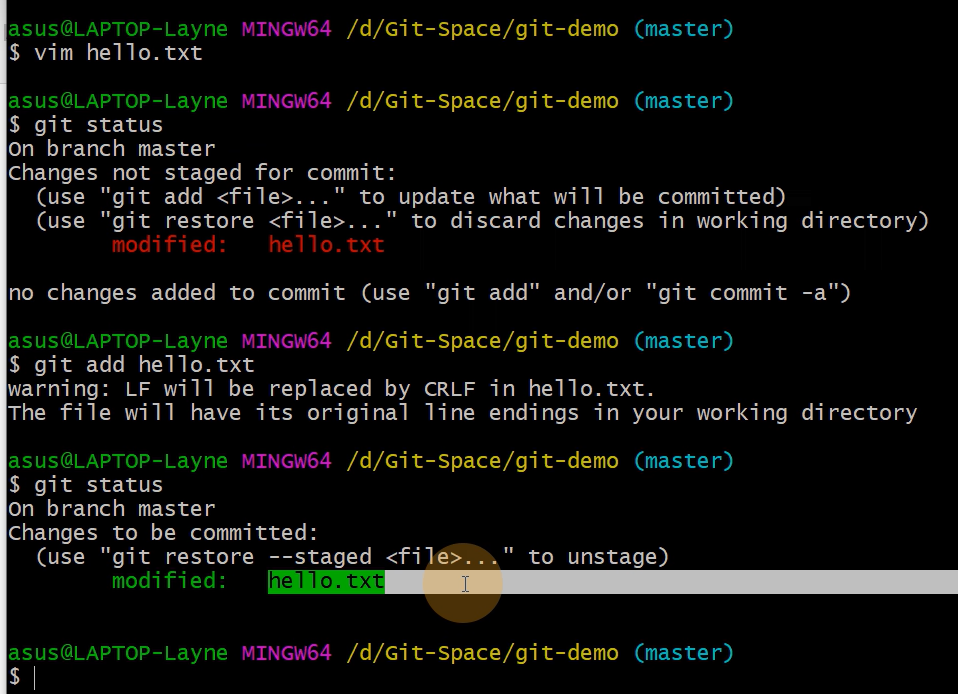 asus@LAPTOP-Layne MINGW64 /d/Git-Space/git-demo (master)
$ vim hello.txt
asus@LAPTOP-Layne MINGW64 /d/Git-Space/git-demo (master)
$ git status
On branch master
Changes not staged for commit:
  (use "git add <file>..." to update what will be committed)
  (use "git restore <file>..." to discard changes in working directory)
        modified:   hello.txt
no changes added to commit (use "git add" and/or "git commit -a")
asus@LAPTOP-Layne MINGW64 /d/Git-Space/git-demo (master)
$ git add hello.txt
warning: LF will be replaced by CRLF in hello.txt.
The file will have its original line endings in your working directory
asus@LAPTOP-Layne MINGW64 /d/Git-Space/git-demo (master)
$ git status
On branch master
Changes to be committed:
  (use "git restore --staged <file>..." to unstage)
        modified:   hello.txt
asus@LAPTOP-Layne MINGW64 /d/Git-Space/git-demo (master)
$